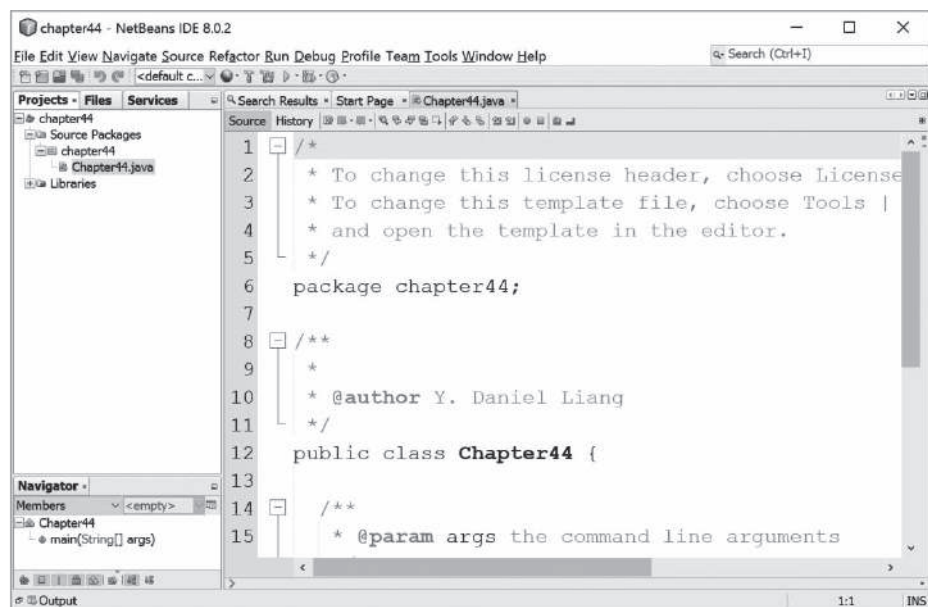 chapter44 - NetBeans IDE 8.0.2
File Edit View Navigate Source Refactor Run Debug Profile Team Tools Window Help
Search (Ctrl+I)
<default c...
Projects Files Services
Search Results Start Page Chapter44.java
Source History
chapter44
Source Packages
chapter44
Chapter44.java
Libraries
1 /*
2 * To change this license header, choose License
3 * To change this template file, choose Tools |
4 * and open the template in the editor.
5 */
6 package chapter44;
7
8 /**
9 *
10 * @author Y. Daniel Liang
11 */
12 public class Chapter44 {
13
14 /**
15 * @param args the command line arguments
Navigator
Members <empty>
Chapter44
main(String[] args)
Output
1:1 INS